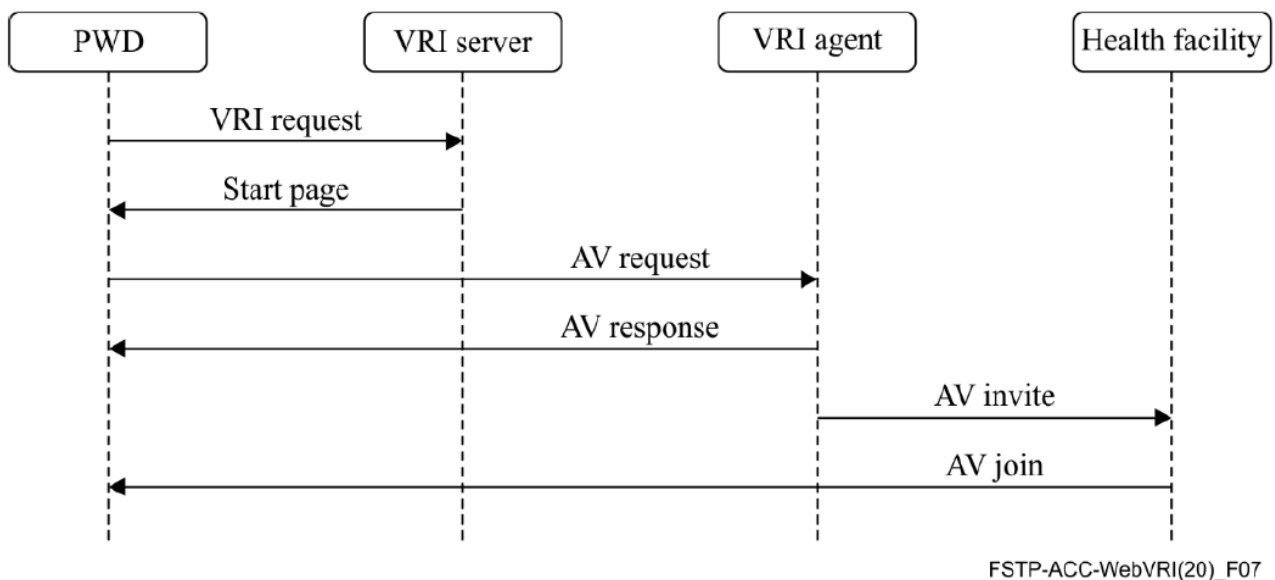 PWD
VRI server
VRI agent
Health facility
VRI request
Start page
AV request
AV response
AV invite
AV join
FSTP-ACC-WebVRI(20)_F07